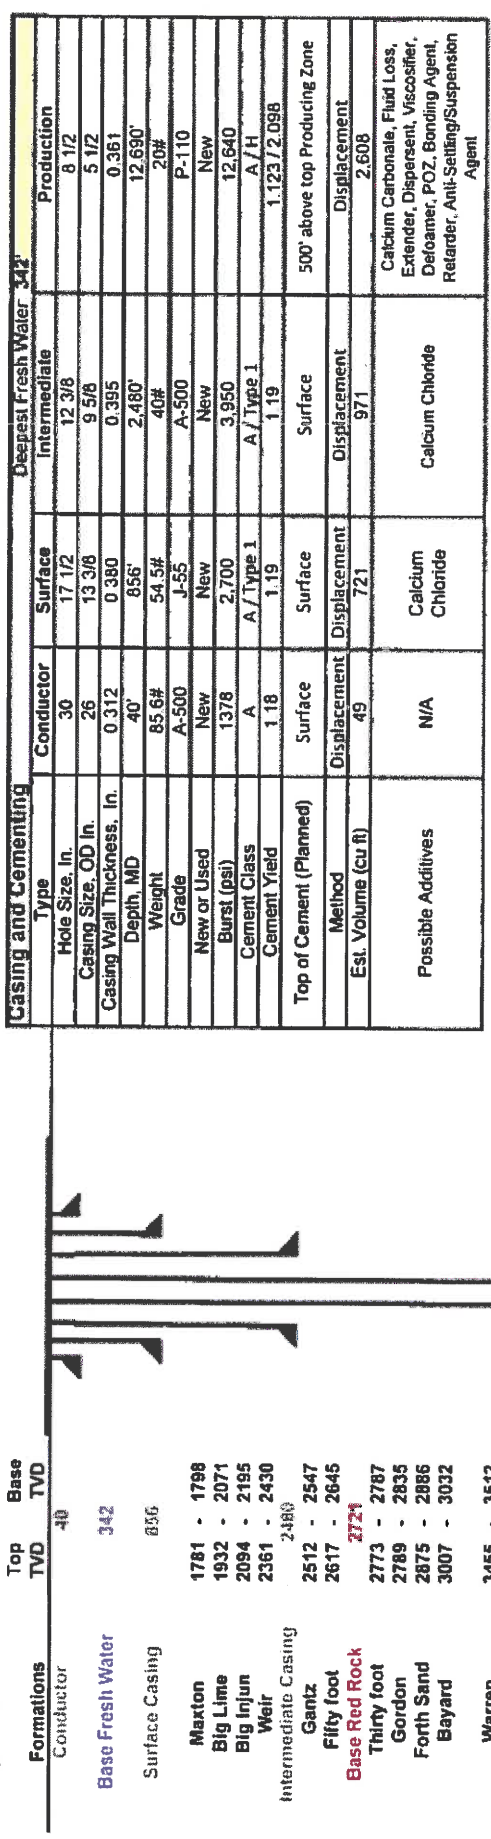 Formations Top TVD Base TVD
Conductor 40
Base Fresh Water 342
Surface Casing 856
Maxton 1781 - 1798
Big Lime 1932 - 2071
Big Injun 2094 - 2195
Weir 2361 - 2430
Intermediate Casing 2480
Gantz 2512 - 2547
Fifty foot 2617 - 2645
Base Red Rock 2721
Thirty foot 2773 - 2787
Gordon 2789 - 2835
Forth Sand 2875 - 2886
Bayard 3007 - 3032
Warren 3455 - 3512
Casing and Cementing Deepest Fresh Water 342'
Type Conductor Surface Intermediate Production
Hole Size, In. 30 17 1/2 12 3/8 8 1/2
Casing Size, OD In. 26 13 3/8 9 5/8 5 1/2
Casing Wall Thickness, In. 0.312 0.380 0.395 0.361
Depth, MD 40' 856' 2,480' 12,690'
Weight 85.6# 54.5# 40# 20#
Grade A-500 J-55 A-500 P-110
New or Used New New New New
Burst (psi) 1378 2,700 3,950 12,640
Cement Class A A / Type 1 A / Type 1 A / H
Cement Yield 1.18 1.19 1.19 1.123 / 2.098
Top of Cement (Planned) Surface Surface Surface 500' above top Producing Zone
Method Displacement Displacement Displacement Displacement
Est. Volume (cu ft) 49 721 971 2,608
Possible Additives N/A Calcium Chloride Calcium Chloride Calcium Carbonate, Fluid Loss, Extender, Dispersent, Viscosifier, Defoamer, POZ, Bonding Agent, Retarder, Anti-Settling/Suspension Agent